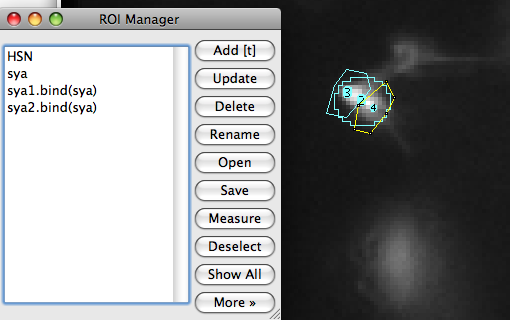 ROI Manager
HSN
sya
sya1.bind(sya)
sya2.bind(sya)
Add [t]
Update
Delete
Rename
Open
Save
Measure
Deselect
Show All
More »
3
2
4